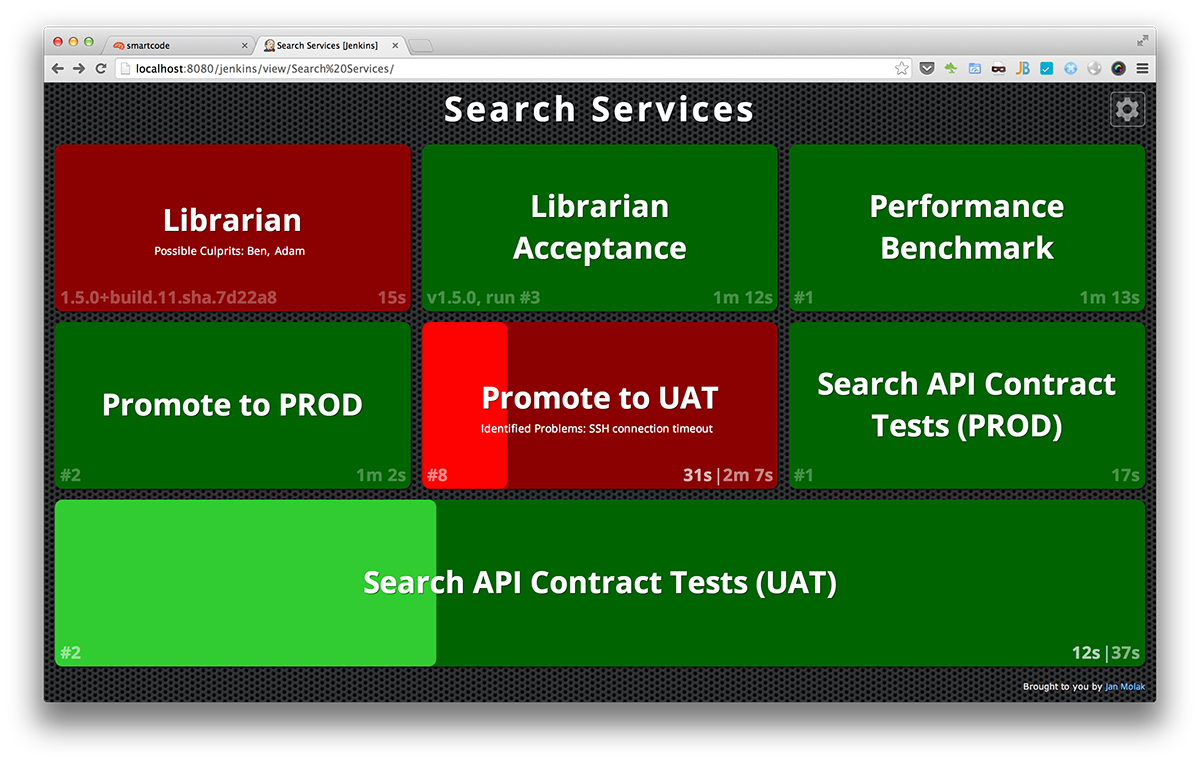 smartcode
Search Services [Jenkins]
localhost:8080/jenkins/view/Search%20Services/
JB
Search Services
Librarian
Possible Culprits: Ben, Adam
1.5.0+build.11.sha.7d22a8 15s
Librarian
Acceptance
v1.5.0, run #3 1m 12s
Performance
Benchmark
#1 1m 13s
Promote to PROD
#2 1m 2s
Promote to UAT
Identified Problems: SSH connection timeout
#8 31s|2m 7s
Search API Contract
Tests (PROD)
#1 17s
Search API Contract Tests (UAT)
#2 12s|37s
Brought to you by Jan Molak